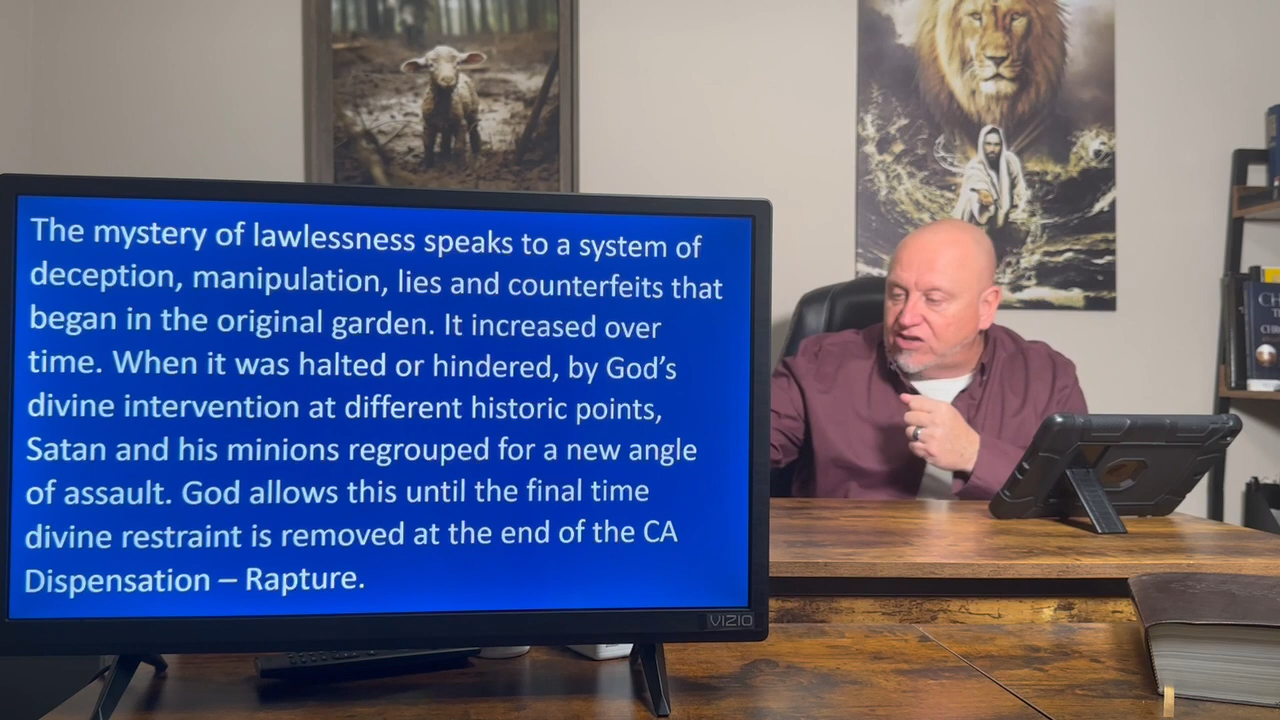 The mystery of lawlessness speaks to a system of
deception, manipulation, lies and counterfeits that
began in the original garden. It increased over
time. When it was halted or hindered, by God's
divine intervention at different historic points,
Satan and his minions regrouped for a new angle
of assault. God allows this until the final time
divine restraint is removed at the end of the CA
Dispensation – Rapture.
VIZIO